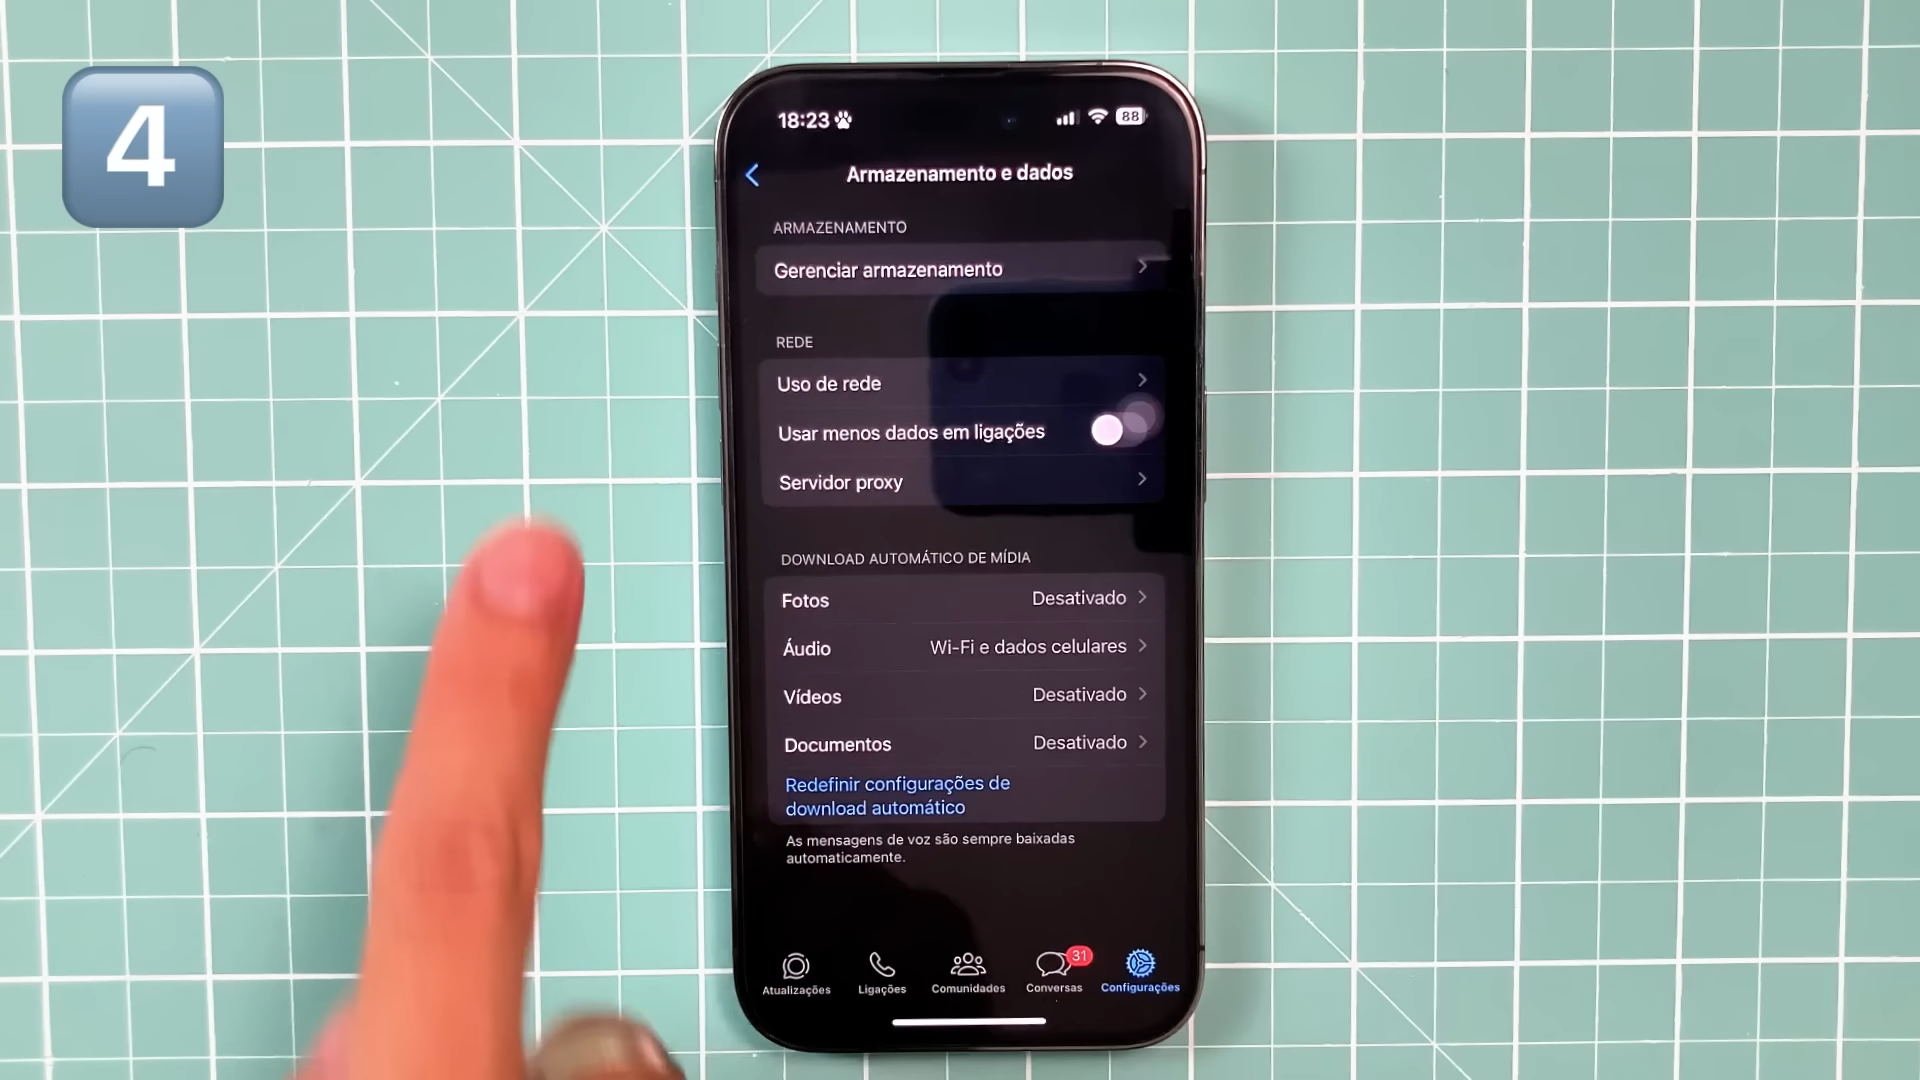 4
18:23
88
Armazenamento e dados
ARMAZENAMENTO
Gerenciar armazenamento
REDE
Uso de rede
Usar menos dados em ligações
Servidor proxy
DOWNLOAD AUTOMÁTICO DE MÍDIA
Fotos Desativado
Áudio Wi-Fi e dados celulares
Vídeos Desativado
Documentos Desativado
Redefinir configurações de
download automático
As mensagens de voz são sempre baixadas
automaticamente.
31
Atualizações Ligações Comunidades Conversas Configurações